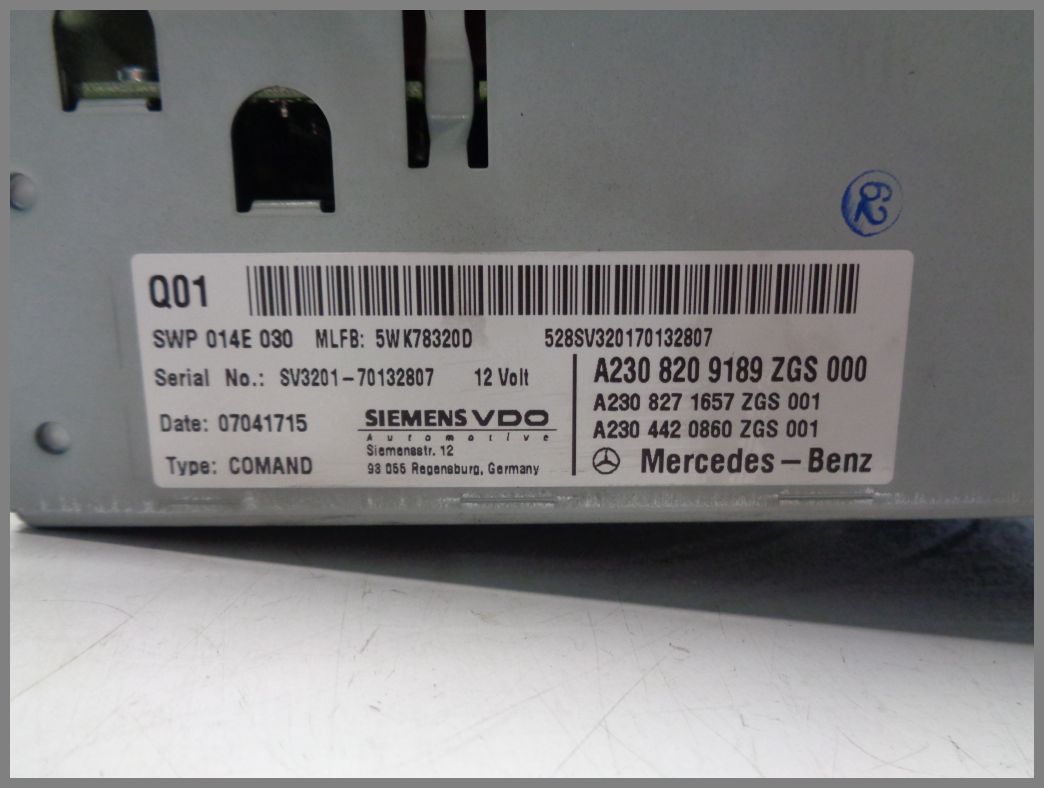 Q01
SWP 014E 030 MLFB: 5WK78320D 528SV320170132807
Serial No.: SV3201-70132807 12 Volt
Date: 07041715
Type: COMAND
SIEMENS VDO
Automotive
Siemensstr. 12
93 055 Regensburg, Germany
A230 820 9189 ZGS 000
A230 827 1657 ZGS 001
A230 442 0860 ZGS 001
Mercedes-Benz